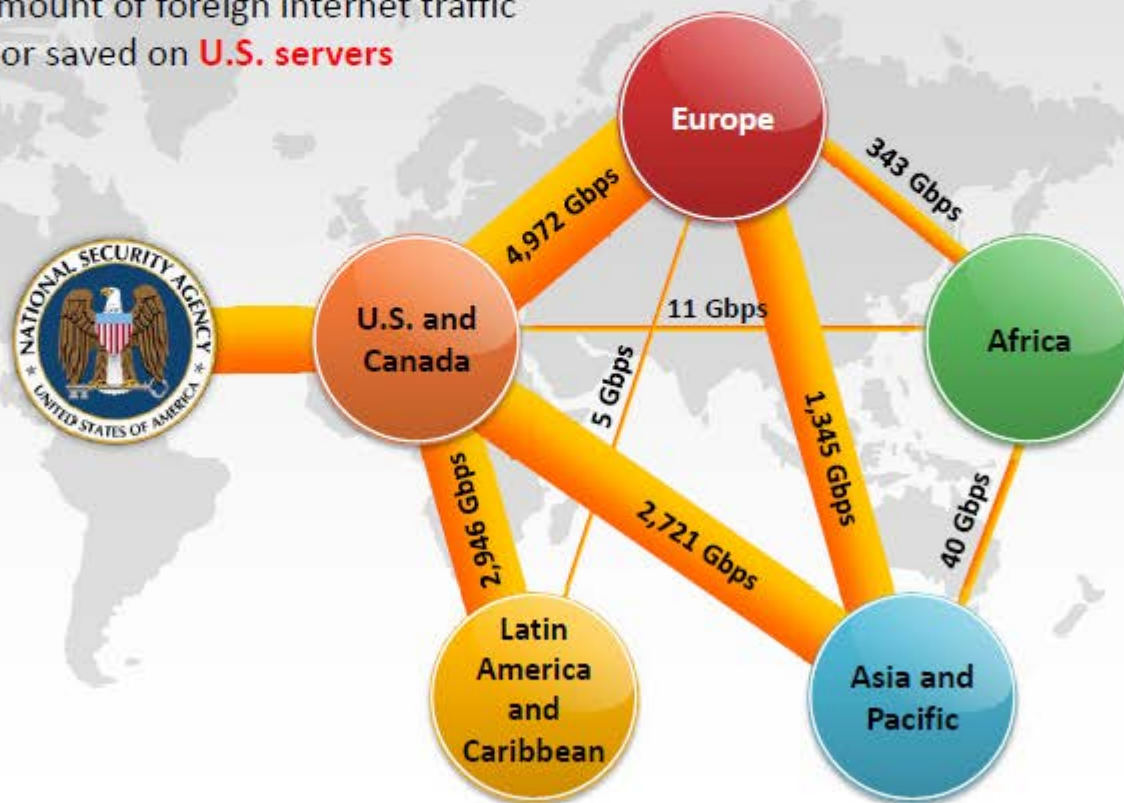 mount of foreign internet traffic
or saved on U.S. servers
Europe
343 Gbps
4,972 Gbps
NATIONAL SECURITY AGENCY
UNITED STATES OF AMERICA
U.S. and
Canada
11 Gbps
Africa
5 Gbps
1,345 Gbps
2,946 Gbps
2,721 Gbps
40 Gbps
Latin
America
and
Caribbean
Asia and
Pacific